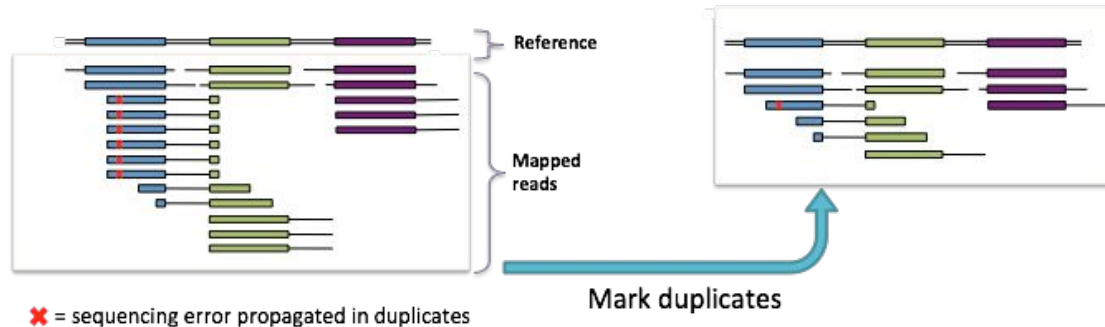 Reference
Mapped
reads
Mark duplicates
= sequencing error propagated in duplicates